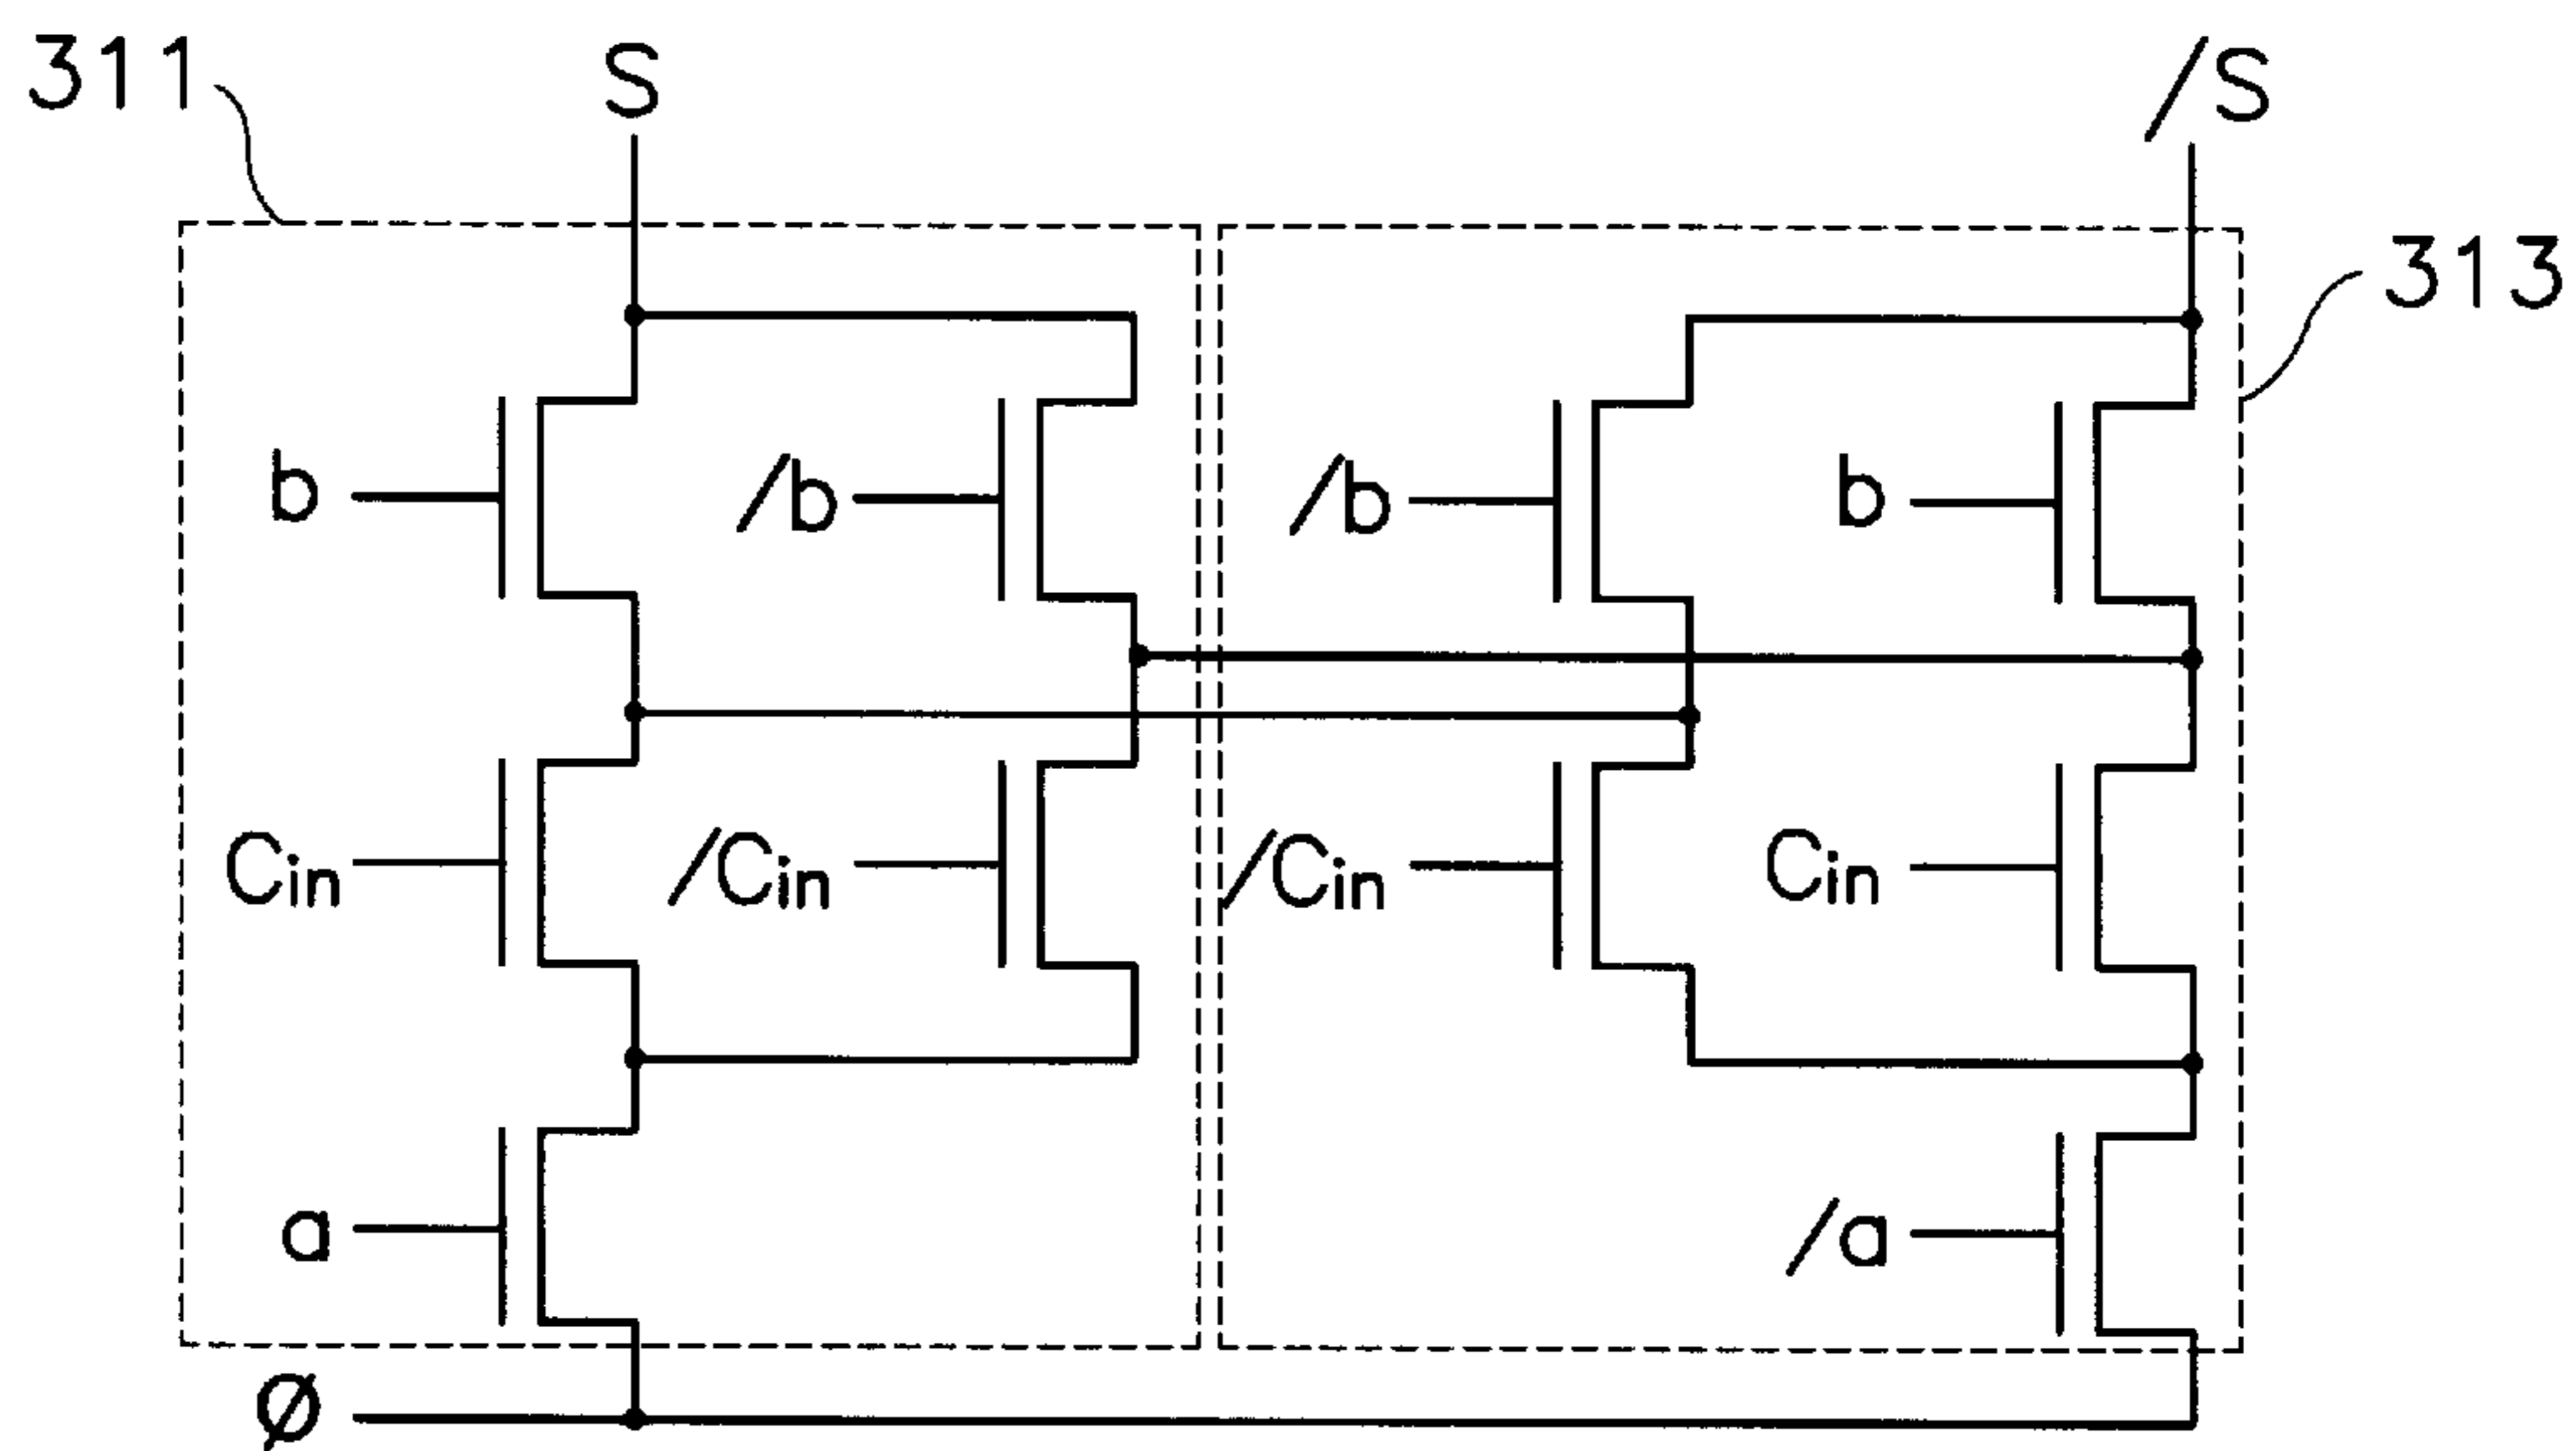 311 S /S
313
b /b /b b
Cin /Cin /Cin Cin
a /a
Ø